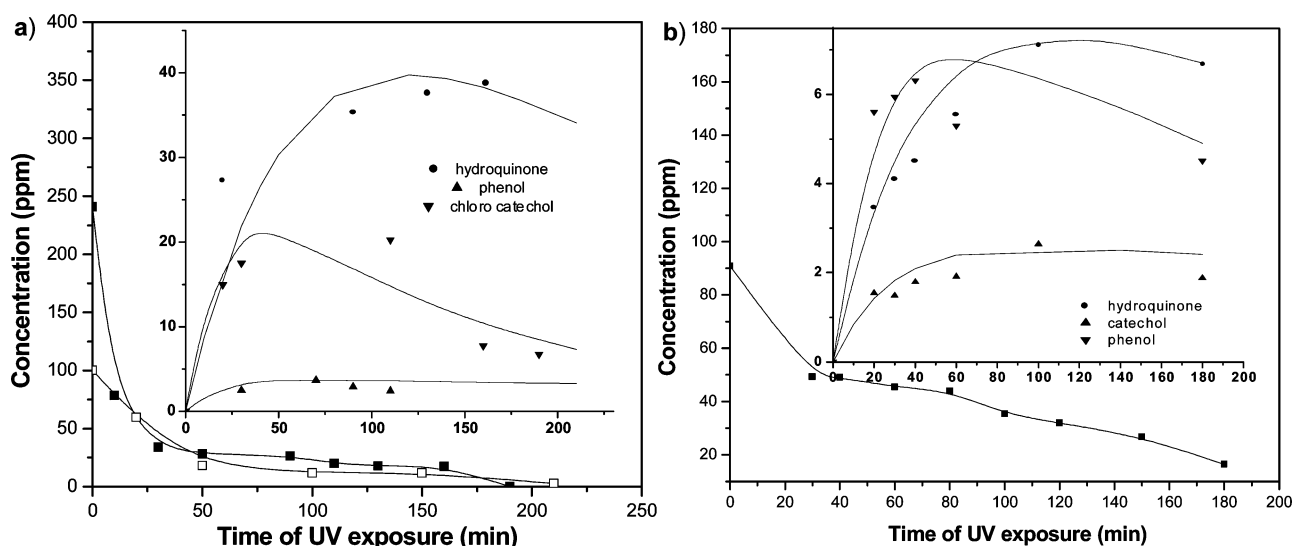 a)
Concentration (ppm)
400
350
300
250
200
150
100
50
0
0 50 100 150 200 250
Time of UV exposure (min)
40
30
20
10
0
0 50 100 150 200
hydroquinone
phenol
chloro catechol
b)
Concentration (ppm)
180
160
140
120
100
80
60
40
20
0 20 40 60 80 100 120 140 160 180 200
Time of UV exposure (min)
6
4
2
0
0 20 40 60 80 100 120 140 160 180 200
hydroquinone
catechol
phenol